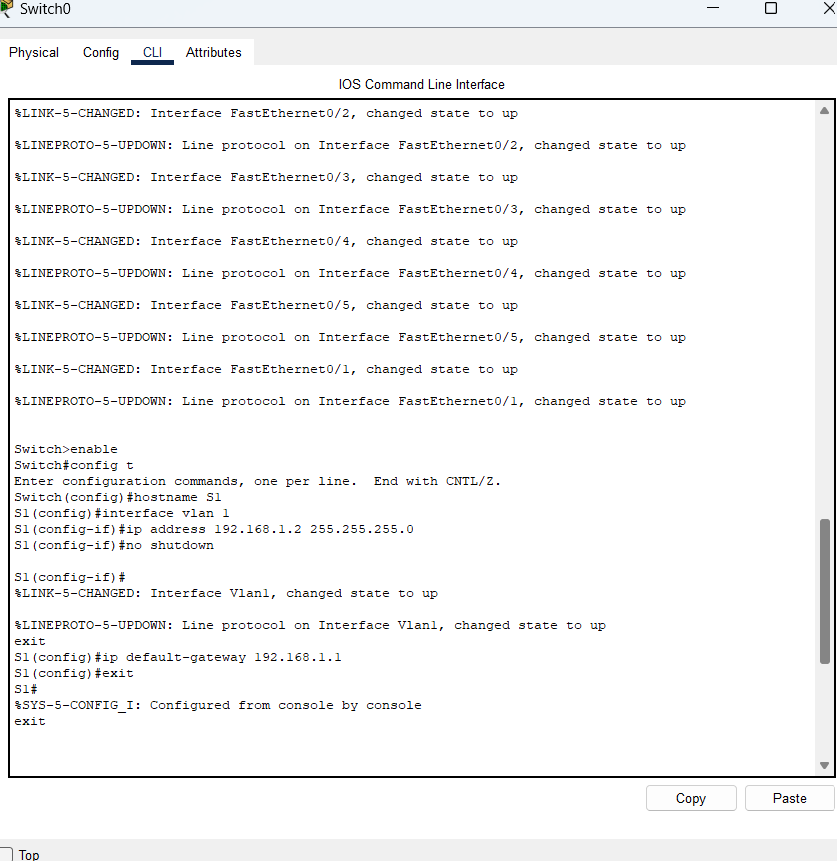 Switch0
Physical Config CLI Attributes
IOS Command Line Interface
%LINK-5-CHANGED: Interface FastEthernet0/2, changed state to up
%LINEPROTO-5-UPDOWN: Line protocol on Interface FastEthernet0/2, changed state to up
%LINK-5-CHANGED: Interface FastEthernet0/3, changed state to up
%LINEPROTO-5-UPDOWN: Line protocol on Interface FastEthernet0/3, changed state to up
%LINK-5-CHANGED: Interface FastEthernet0/4, changed state to up
%LINEPROTO-5-UPDOWN: Line protocol on Interface FastEthernet0/4, changed state to up
%LINK-5-CHANGED: Interface FastEthernet0/5, changed state to up
%LINEPROTO-5-UPDOWN: Line protocol on Interface FastEthernet0/5, changed state to up
%LINK-5-CHANGED: Interface FastEthernet0/1, changed state to up
%LINEPROTO-5-UPDOWN: Line protocol on Interface FastEthernet0/1, changed state to up
Switch>enable
Switch#config t
Enter configuration commands, one per line.  End with CNTL/Z.
Switch(config)#hostname S1
S1(config)#interface vlan 1
S1(config-if)#ip address 192.168.1.2 255.255.255.0
S1(config-if)#no shutdown
S1(config-if)#
%LINK-5-CHANGED: Interface Vlan1, changed state to up
%LINEPROTO-5-UPDOWN: Line protocol on Interface Vlan1, changed state to up
exit
S1(config)#ip default-gateway 192.168.1.1
S1(config)#exit
S1#
%SYS-5-CONFIG_I: Configured from console by console
exit
Copy Paste
Top